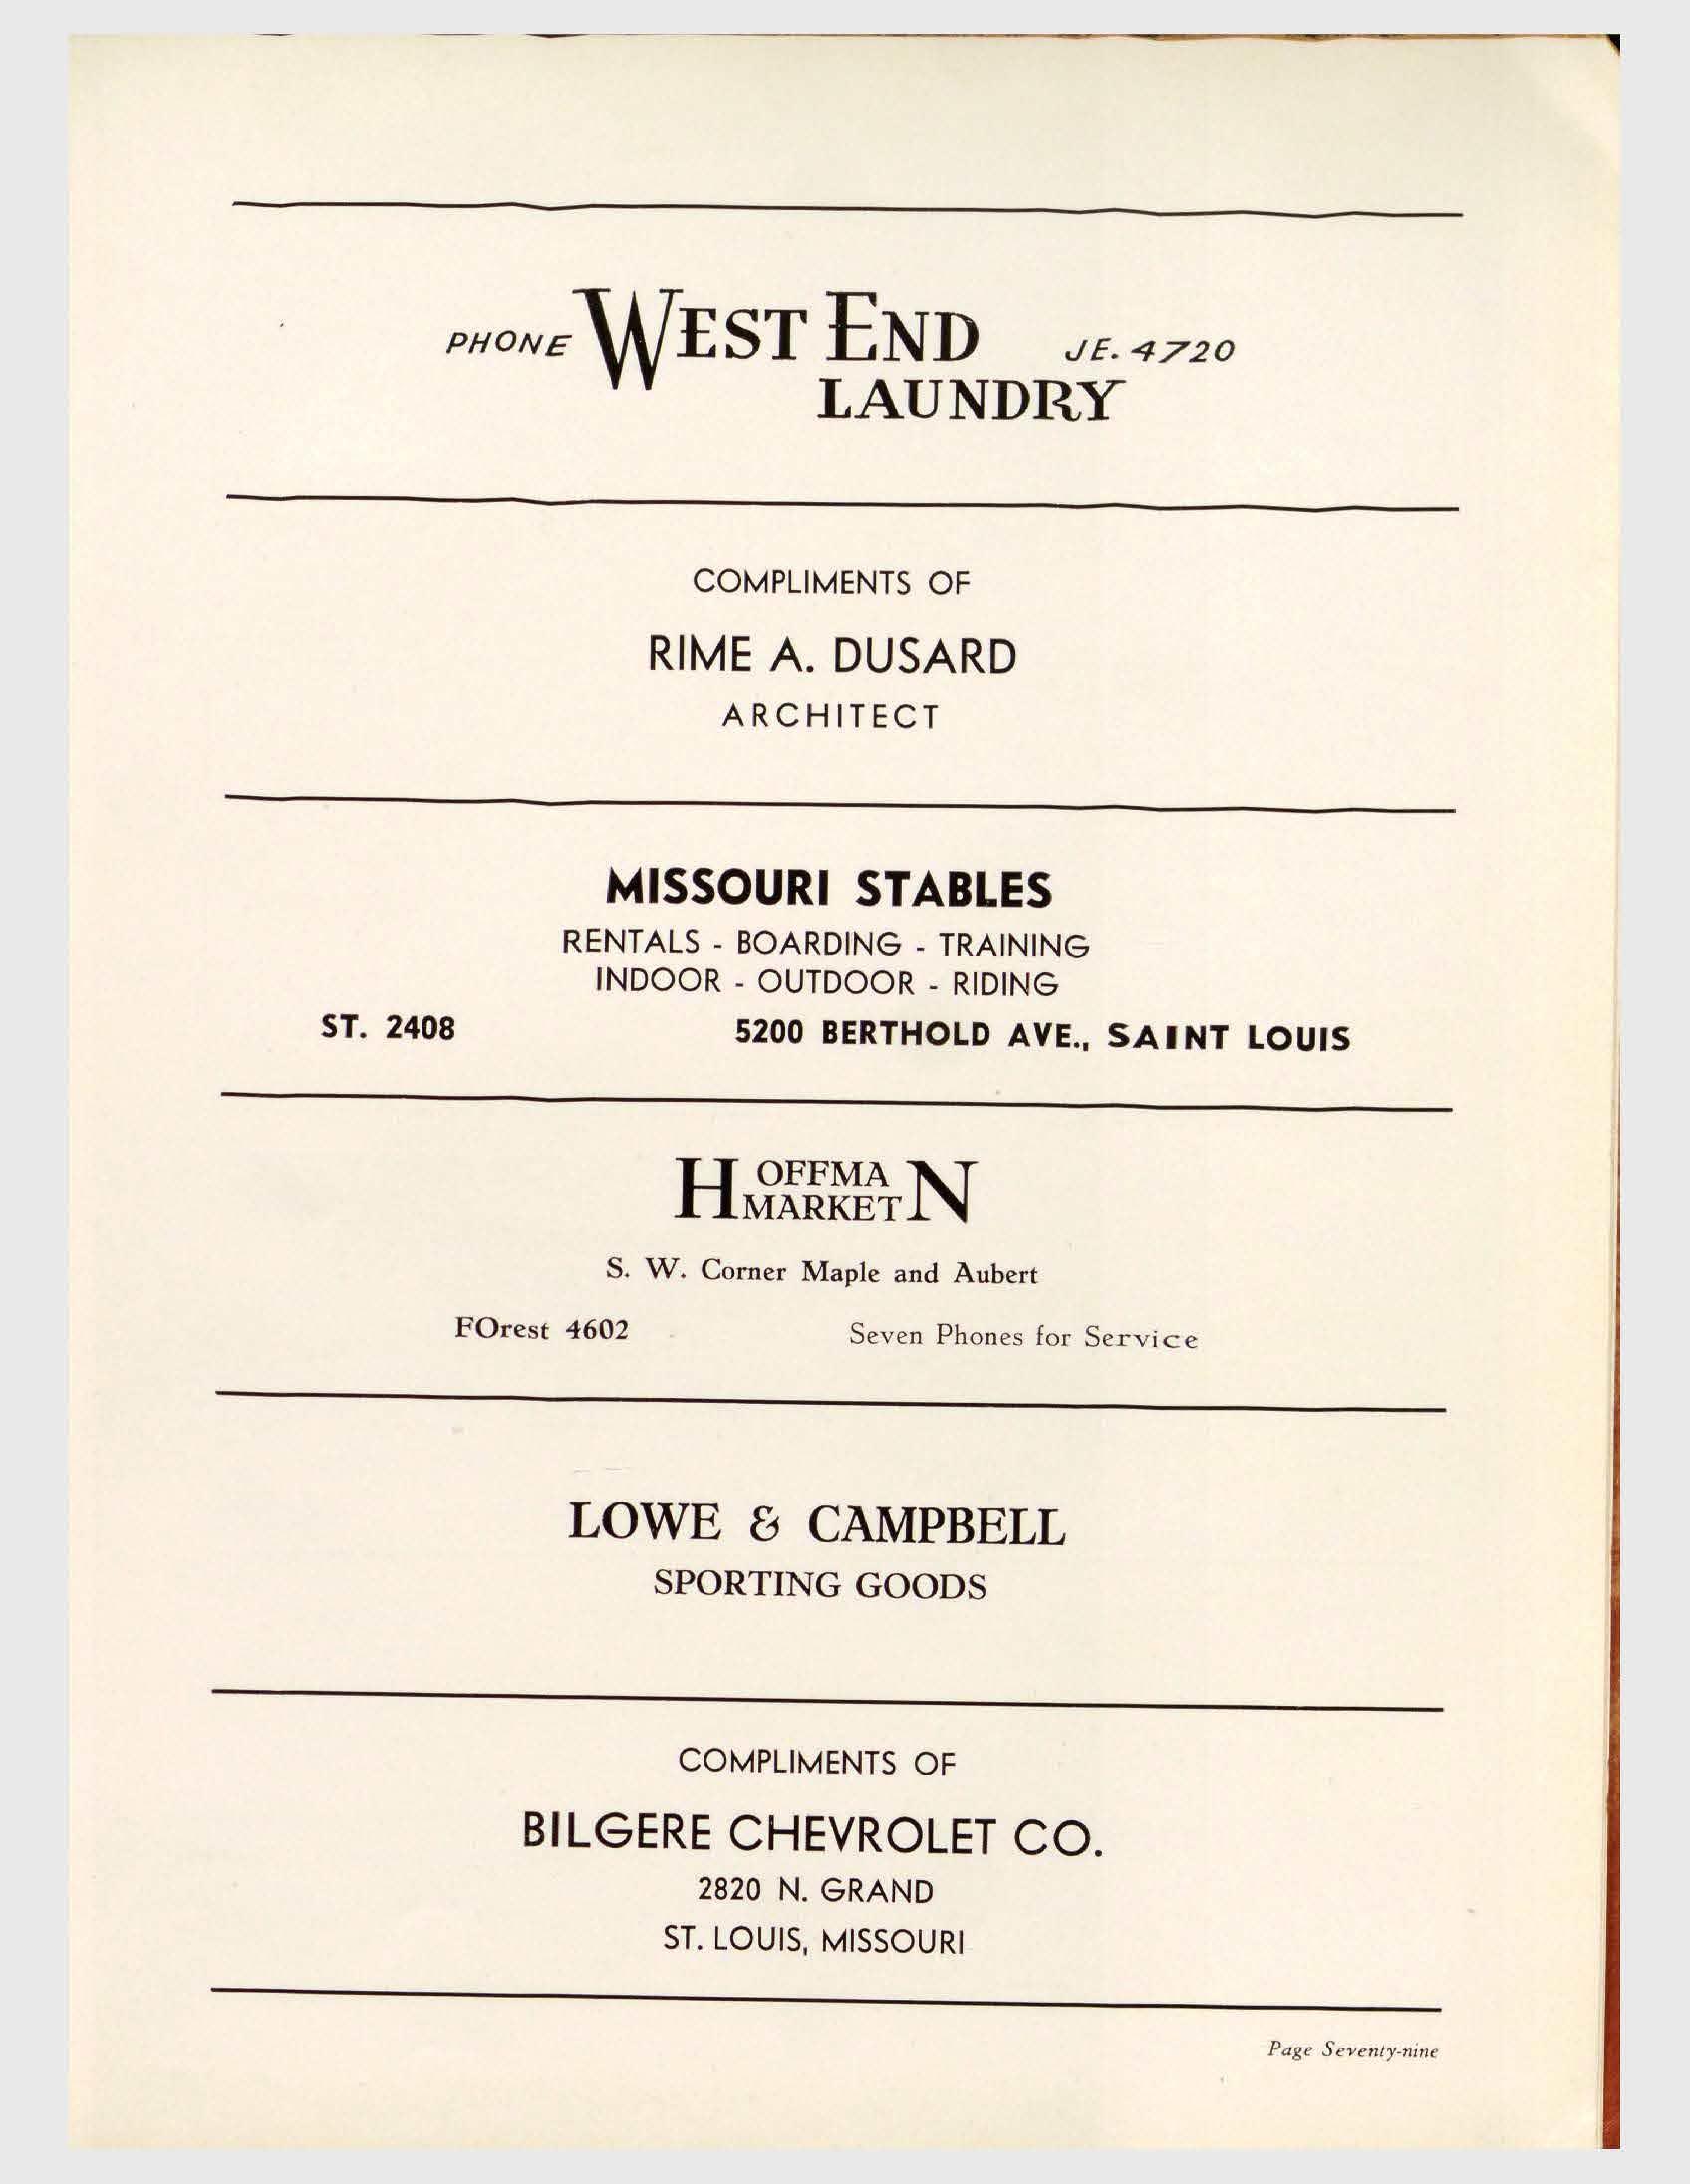 PHONE WEST END JE. 4720
LAUNDRY
COMPLIMENTS OF
RIME A. DUSARD
ARCHITECT
MISSOURI STABLES
RENTALS - BOARDING - TRAINING
INDOOR - OUTDOOR - RIDING
ST. 2408 5200 BERTHOLD AVE., SAINT LOUIS
HOFFMAN
MARKET
S. W. Corner Maple and Aubert
FOrest 4602 Seven Phones for Service
LOWE & CAMPBELL
SPORTING GOODS
COMPLIMENTS OF
BILGERE CHEVROLET CO.
2820 N. GRAND
ST. LOUIS, MISSOURI
Page Seventy-nine